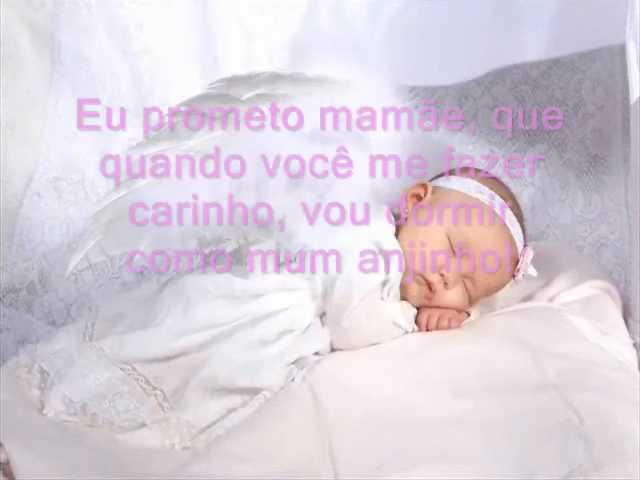 Eu prometo mamãe, que
quando você me fazer
carinho, vou dormir
como mum anjinho!